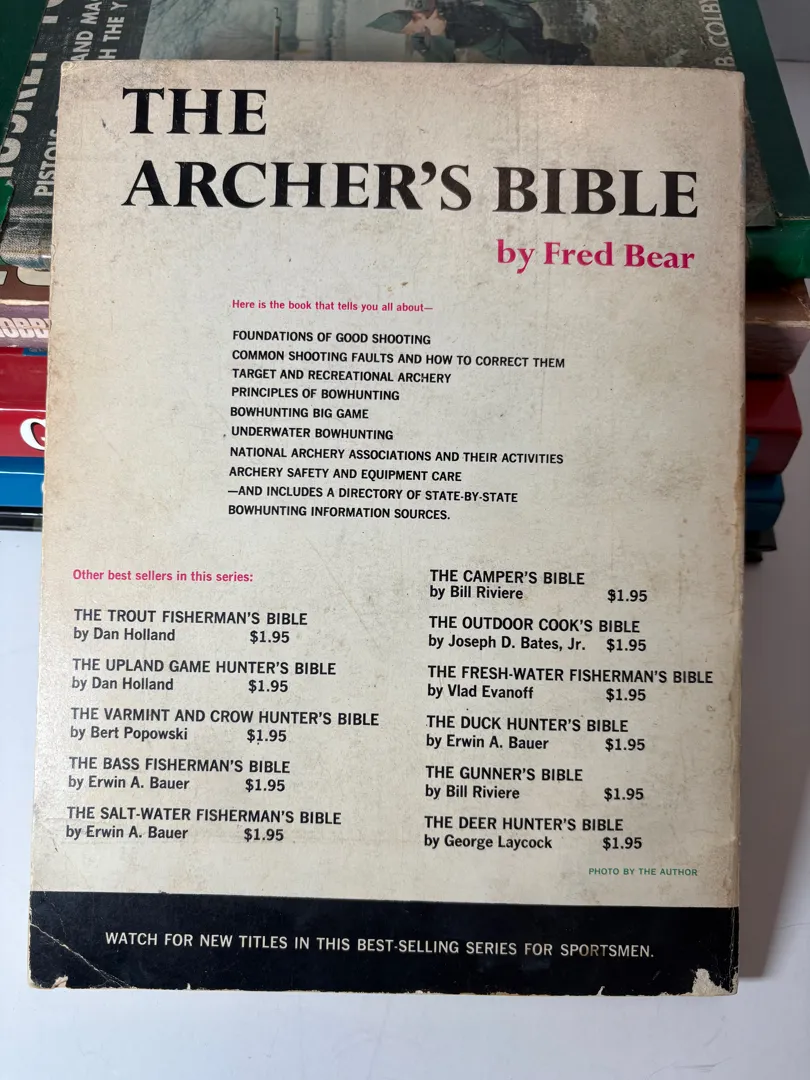 PISTOLS
AND MA
H THE Y
B. COLBY
THE
ARCHER'S BIBLE
by Fred Bear
Here is the book that tells you all about—
FOUNDATIONS OF GOOD SHOOTING
COMMON SHOOTING FAULTS AND HOW TO CORRECT THEM
TARGET AND RECREATIONAL ARCHERY
PRINCIPLES OF BOWHUNTING
BOWHUNTING BIG GAME
UNDERWATER BOWHUNTING
NATIONAL ARCHERY ASSOCIATIONS AND THEIR ACTIVITIES
ARCHERY SAFETY AND EQUIPMENT CARE
—AND INCLUDES A DIRECTORY OF STATE-BY-STATE
BOWHUNTING INFORMATION SOURCES.
Other best sellers in this series:
THE TROUT FISHERMAN'S BIBLE
by Dan Holland $1.95
THE UPLAND GAME HUNTER'S BIBLE
by Dan Holland $1.95
THE VARMINT AND CROW HUNTER'S BIBLE
by Bert Popowski $1.95
THE BASS FISHERMAN'S BIBLE
by Erwin A. Bauer $1.95
THE SALT-WATER FISHERMAN'S BIBLE
by Erwin A. Bauer $1.95
THE CAMPER'S BIBLE
by Bill Riviere $1.95
THE OUTDOOR COOK'S BIBLE
by Joseph D. Bates, Jr. $1.95
THE FRESH-WATER FISHERMAN'S BIBLE
by Vlad Evanoff $1.95
THE DUCK HUNTER'S BIBLE
by Erwin A. Bauer $1.95
THE GUNNER'S BIBLE
by Bill Riviere $1.95
THE DEER HUNTER'S BIBLE
by George Laycock $1.95
PHOTO BY THE AUTHOR
WATCH FOR NEW TITLES IN THIS BEST-SELLING SERIES FOR SPORTSMEN.